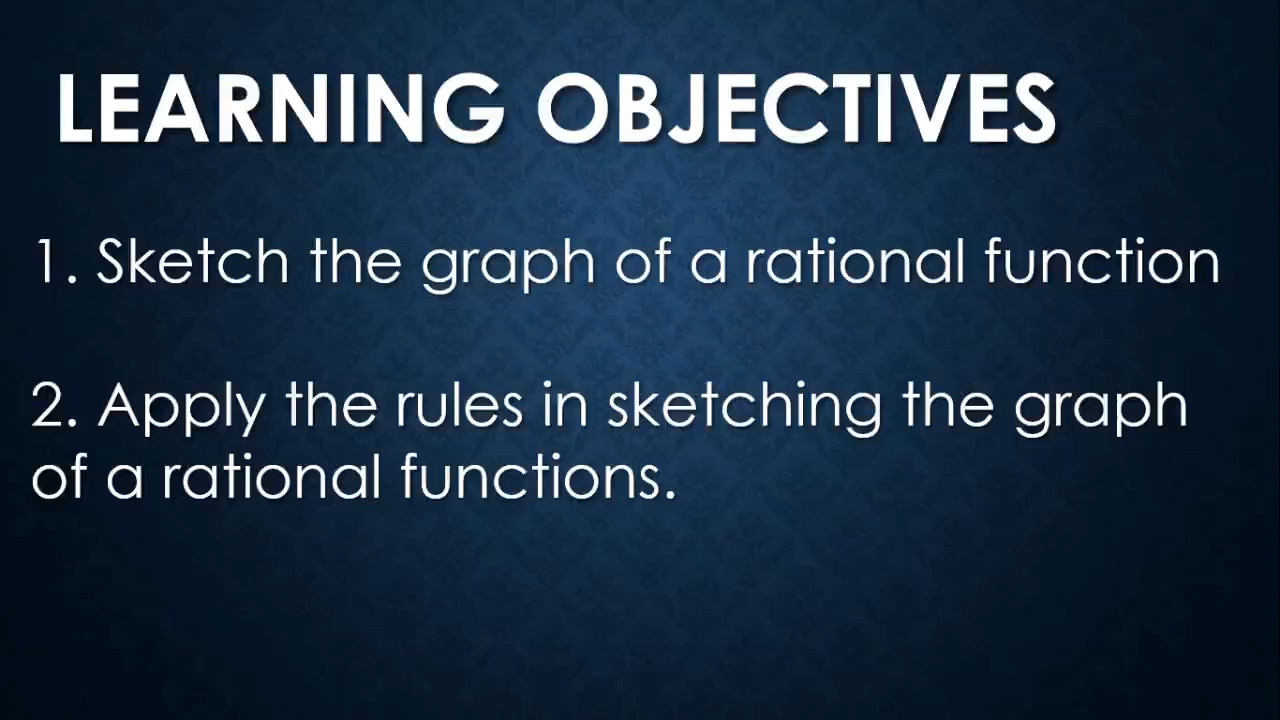 LEARNING OBJECTIVES
1. Sketch the graph of a rational function
2. Apply the rules in sketching the graph
of a rational functions.